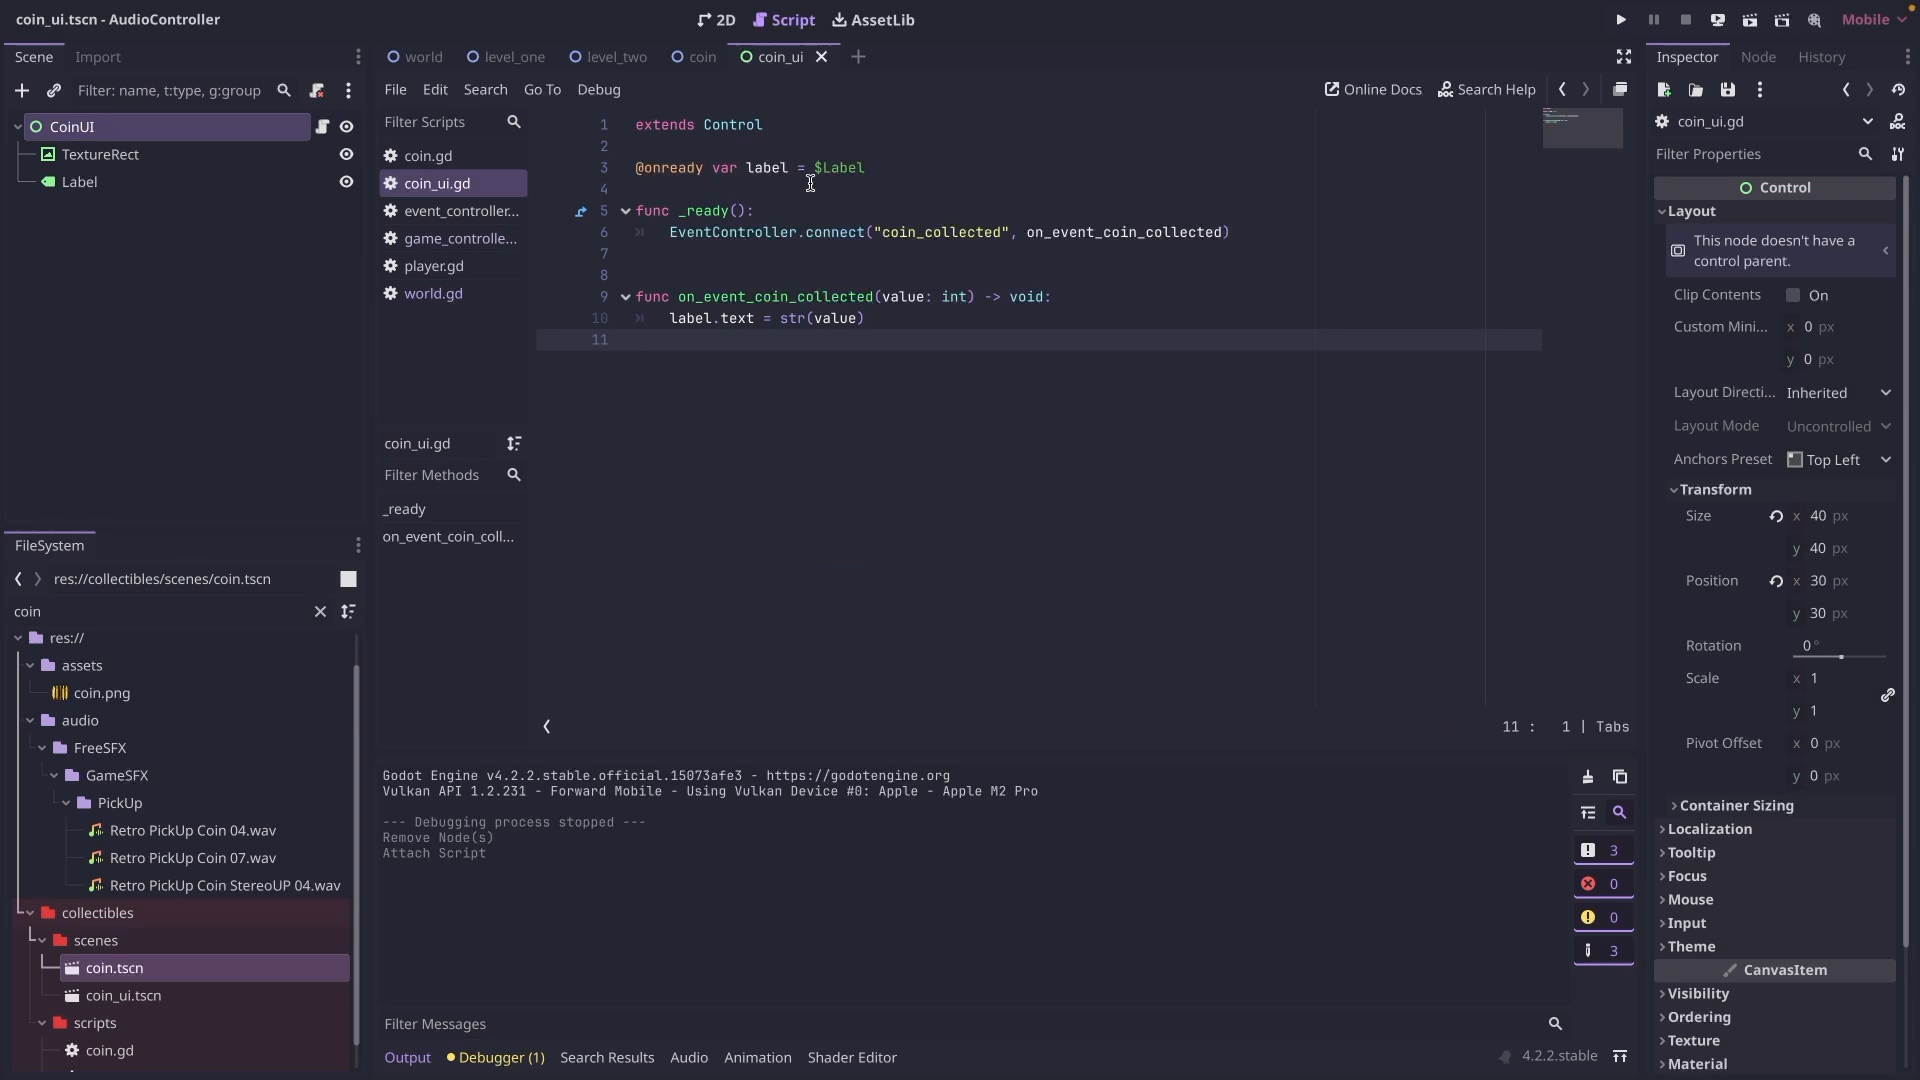 coin_ui.tscn - AudioController
2D Script AssetLib
Mobile
Scene Import
Filter: name, t:type, g:group
CoinUI
TextureRect
Label
FileSystem
res://collectibles/scenes/coin.tscn
coin
res://
assets
coin.png
audio
FreeSFX
GameSFX
PickUp
Retro PickUp Coin 04.wav
Retro PickUp Coin 07.wav
Retro PickUp Coin StereoUP 04.wav
collectibles
scenes
coin.tscn
coin_ui.tscn
scripts
coin.gd
world level_one level_two coin coin_ui
File Edit Search Go To Debug
Online Docs Search Help
Filter Scripts
coin.gd
coin_ui.gd
event_controller...
game_controlle...
player.gd
world.gd
coin_ui.gd
Filter Methods
_ready
on_event_coin_coll...
1 extends Control
2
3 @onready var label = $Label
4
5 func _ready():
6 EventController.connect("coin_collected", on_event_coin_collected)
7
8
9 func on_event_coin_collected(value: int) -> void:
10 label.text = str(value)
11
11 : 1 | Tabs
Godot Engine v4.2.2.stable.official.15073afe3 - https://godotengine.org
Vulkan API 1.2.231 - Forward Mobile - Using Vulkan Device #0: Apple - Apple M2 Pro
--- Debugging process stopped ---
Remove Node(s)
Attach Script
3
0
0
3
Filter Messages
Output Debugger (1) Search Results Audio Animation Shader Editor
4.2.2.stable
Inspector Node History
coin_ui.gd
Filter Properties
Control
Layout
This node doesn't have a
control parent.
Clip Contents On
Custom Mini... x 0 px
y 0 px
Layout Directi... Inherited
Layout Mode Uncontrolled
Anchors Preset Top Left
Transform
Size x 40 px
y 40 px
Position x 30 px
y 30 px
Rotation 0 °
Scale x 1
y 1
Pivot Offset x 0 px
y 0 px
Container Sizing
Localization
Tooltip
Focus
Mouse
Input
Theme
CanvasItem
Visibility
Ordering
Texture
Material